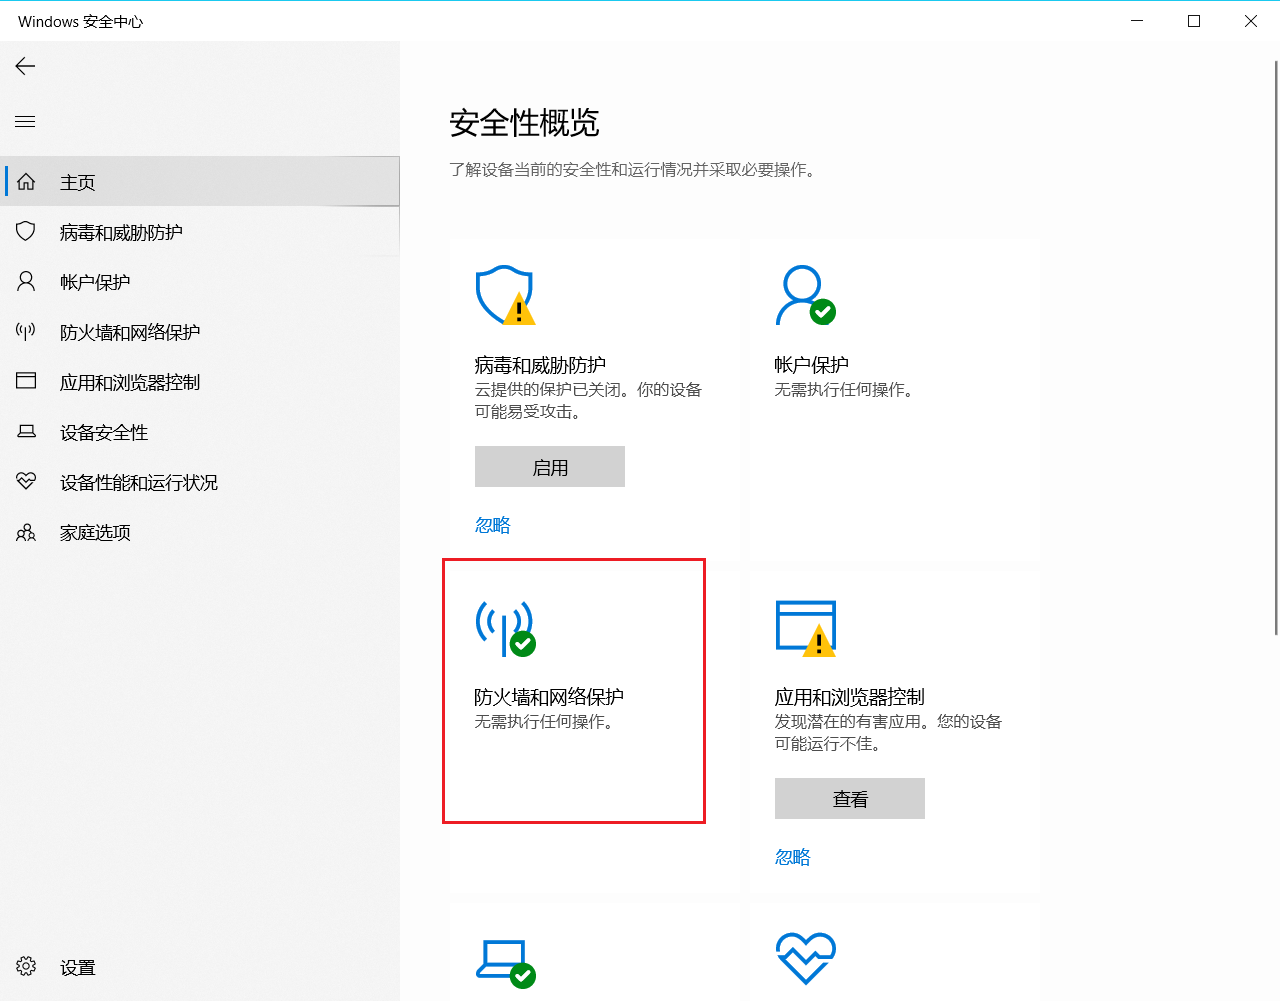 Windows 安全中心
主页
病毒和威胁防护
帐户保护
防火墙和网络保护
应用和浏览器控制
设备安全性
设备性能和运行状况
家庭选项
设置
安全性概览
了解设备当前的安全性和运行情况并采取必要操作。
病毒和威胁防护
云提供的保护已关闭。你的设备
可能易受攻击。
启用
忽略
帐户保护
无需执行任何操作。
防火墙和网络保护
无需执行任何操作。
应用和浏览器控制
发现潜在的有害应用。您的设备
可能运行不佳。
查看
忽略